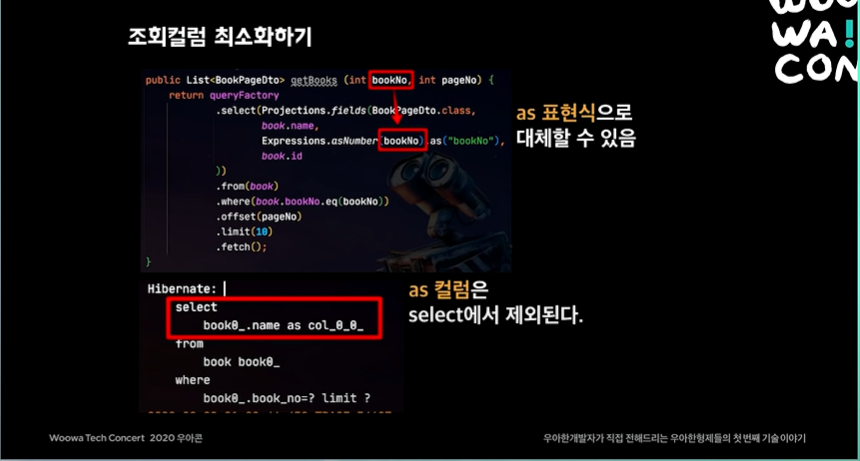 WOOWA!
CON
조회컬럼 최소화하기
public List<BookPageDto> getBooks (int bookNo, int pageNo) {
return queryFactory
.select(Projections.fields(BookPageDto.class,
book.name,
Expressions.asNumber(bookNo).as("bookNo"),
book.id
))
.from(book)
.where(book.bookNo.eq(bookNo))
.offset(pageNo)
.limit(10)
.fetch();
}
as 표현식으로
대체할 수 있음
Hibernate:
select
book0_.name as col_0_0_
from
book book0_
where
book0_.book_no=? limit ?
as 컬럼은
select에서 제외된다.
Woowa Tech Concert 2020 우아콘
우아한개발자가 직접 전해드리는 우아한형제들의 첫 번째 기술 이야기